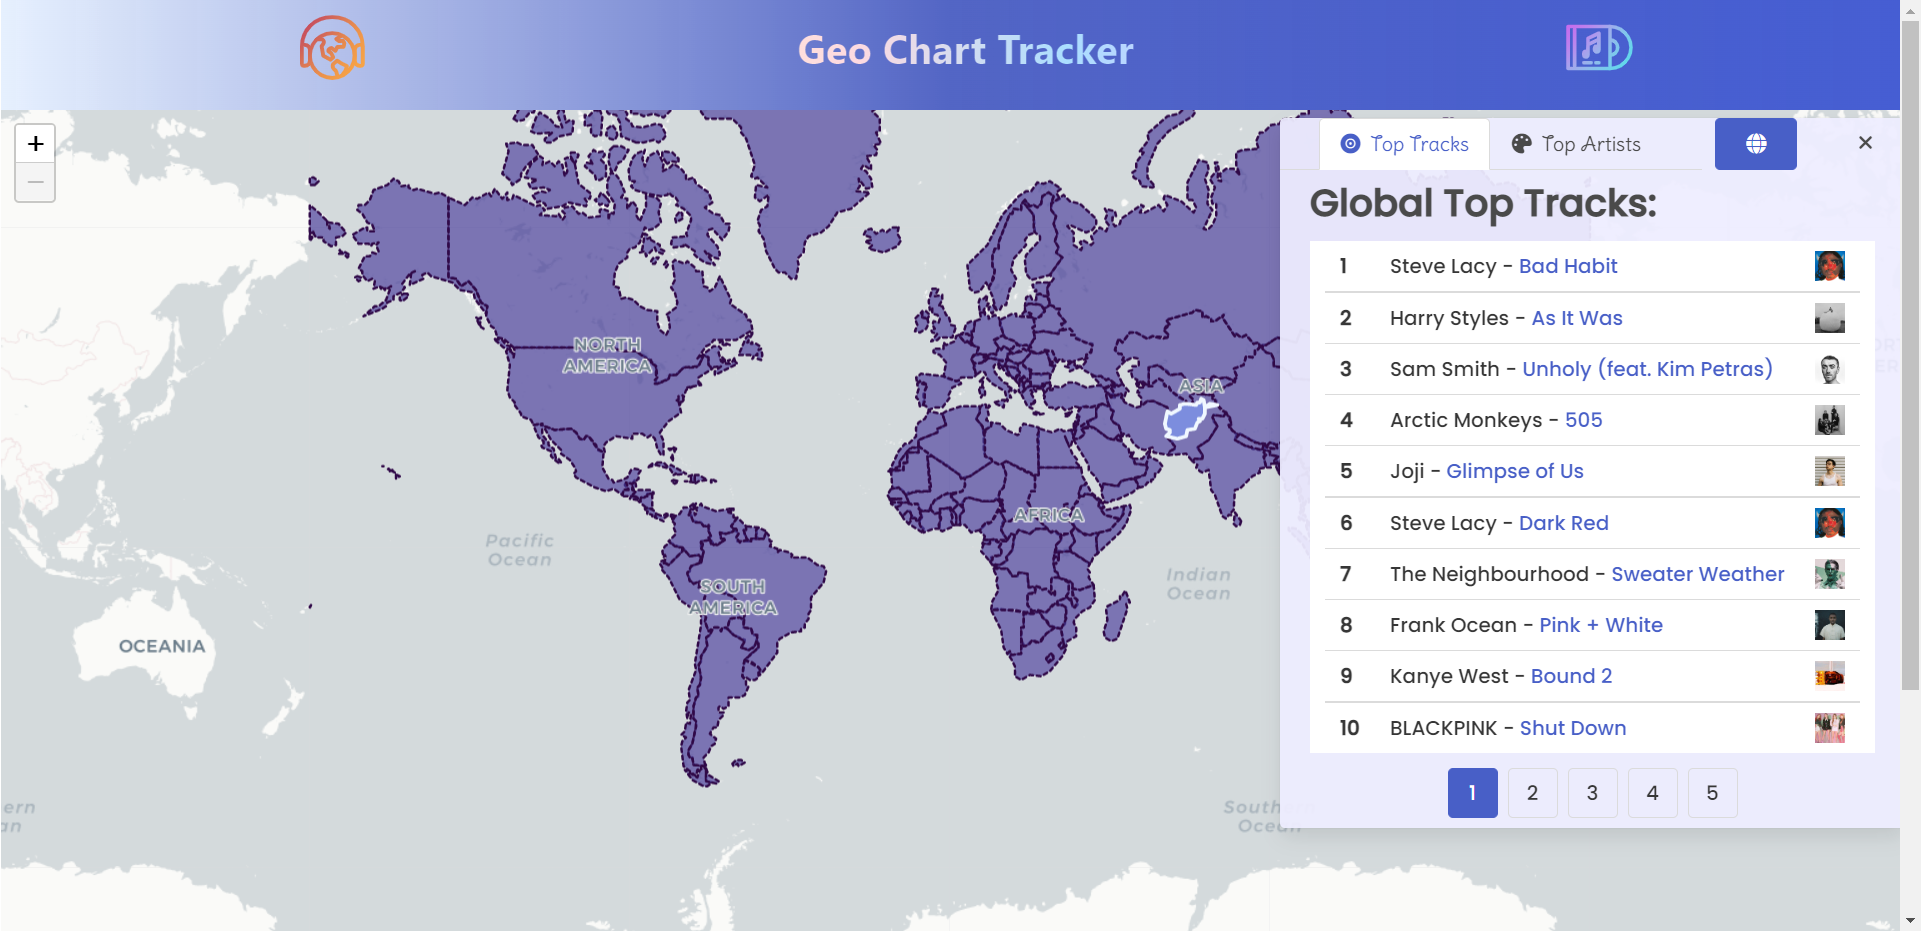 Geo Chart Tracker
+
−
Top Tracks
Top Artists
×
Global Top Tracks:
1 Steve Lacy - Bad Habit
2 Harry Styles - As It Was
3 Sam Smith - Unholy (feat. Kim Petras)
4 Arctic Monkeys - 505
5 Joji - Glimpse of Us
6 Steve Lacy - Dark Red
7 The Neighbourhood - Sweater Weather
8 Frank Ocean - Pink + White
9 Kanye West - Bound 2
10 BLACKPINK - Shut Down
1 2 3 4 5
NORTH
AMERICA
ASIA
AFRICA
Pacific
Ocean
Indian
Ocean
SOUTH
AMERICA
OCEANIA
ern
an
South
Ocean